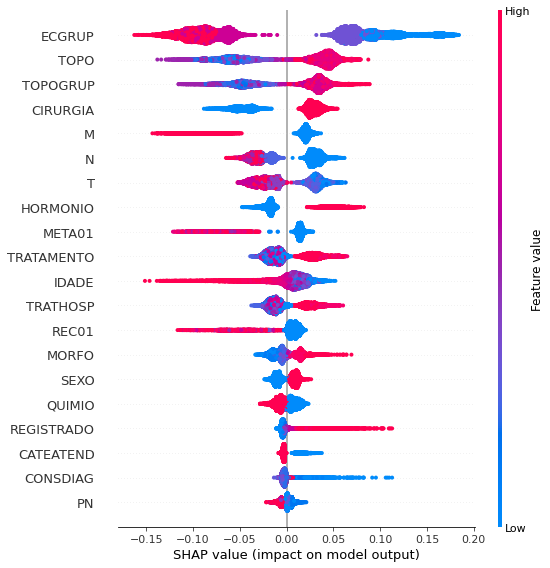 High
ECGRUP
TOPO
TOPOGRUP
CIRURGIA
M
N
T
HORMONIO
META01
TRATAMENTO
IDADE
TRATHOSP
REC01
MORFO
SEXO
QUIMIO
REGISTRADO
CATEATEND
CONSDIAG
PN
Feature value
Low
−0.15 −0.10 −0.05 0.00 0.05 0.10 0.15 0.20
SHAP value (impact on model output)